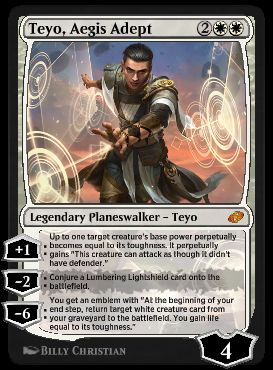 Teyo, Aegis Adept 2
Legendary Planeswalker – Teyo
+1
Up to one target creature's base power perpetually
becomes equal to its toughness. It perpetually
gains "This creature can attack as though it didn't
have defender."
-2
Conjure a Lumbering Lightshield card onto the
battlefield.
-6
You get an emblem with "At the beginning of your
end step, return target white creature card from
your graveyard to the battlefield. You gain life
equal to its toughness."
4
BILLY CHRISTIAN